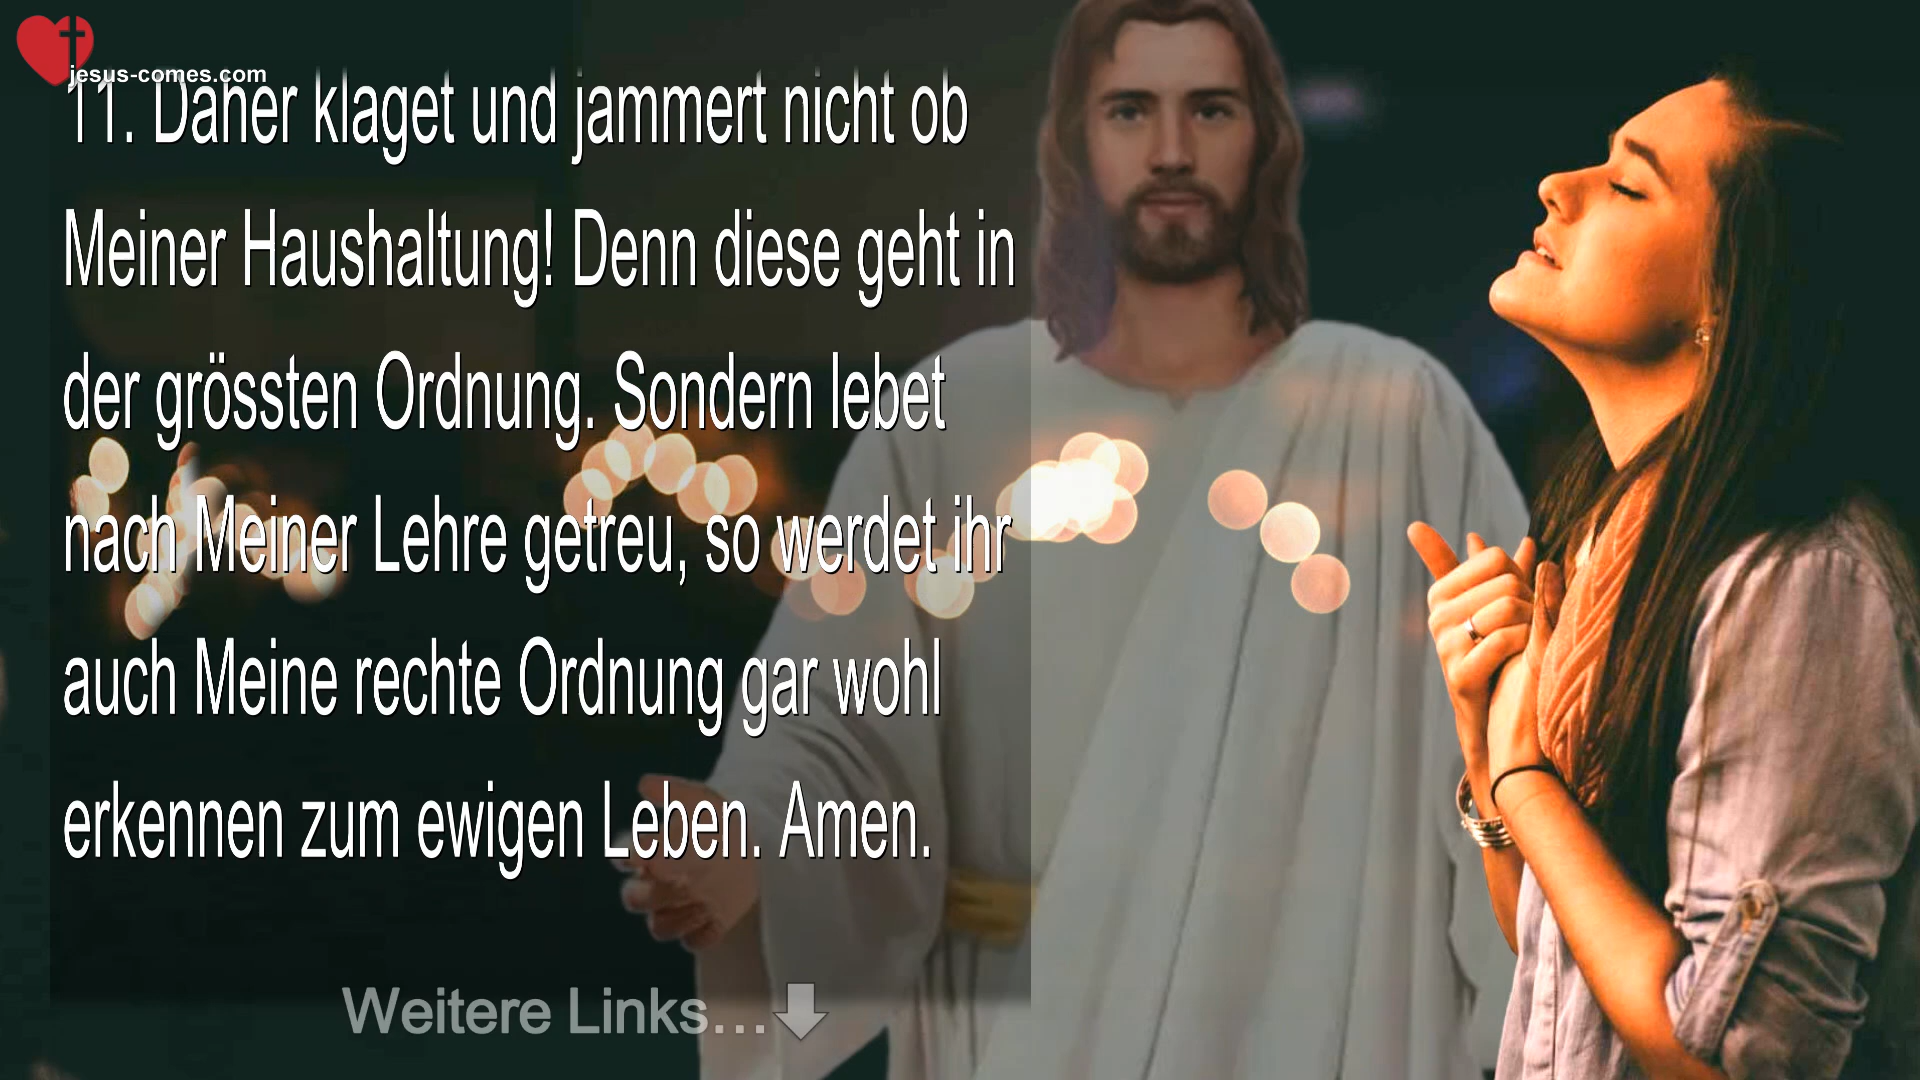 jesus-comes.com
11. Daher klaget und jammert nicht ob
Meiner Haushaltung! Denn diese geht in
der grössten Ordnung. Sondern lebet
nach Meiner Lehre getreu, so werdet ihr
auch Meine rechte Ordnung gar wohl
erkennen zum ewigen Leben. Amen.
Weitere Links...